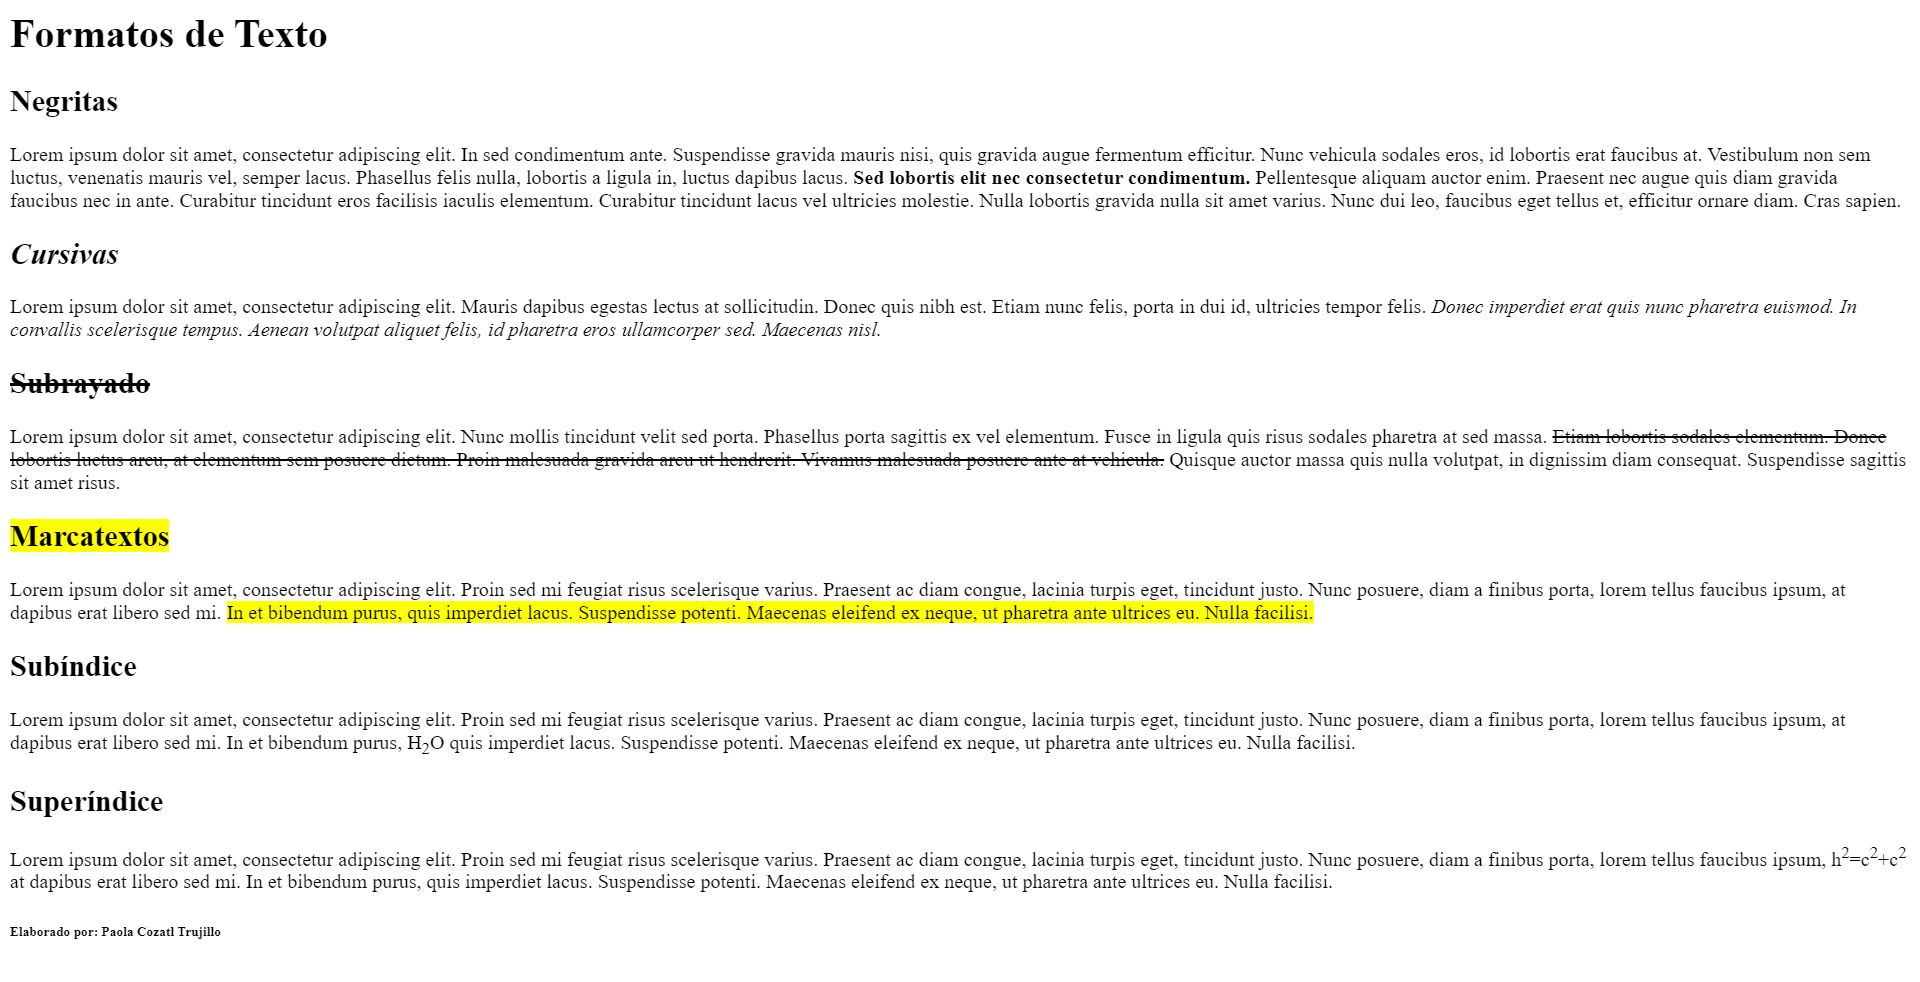 Formatos de Texto
Negritas
Lorem ipsum dolor sit amet, consectetur adipiscing elit. In sed condimentum ante. Suspendisse gravida mauris nisi, quis gravida augue fermentum efficitur. Nunc vehicula sodales eros, id lobortis erat faucibus at. Vestibulum non sem
luctus, venenatis mauris vel, semper lacus. Phasellus felis nulla, lobortis a ligula in, luctus dapibus lacus. Sed lobortis elit nec consectetur condimentum. Pellentesque aliquam auctor enim. Praesent nec augue quis diam gravida
faucibus nec in ante. Curabitur tincidunt eros facilisis iaculis elementum. Curabitur tincidunt lacus vel ultricies molestie. Nulla lobortis gravida nulla sit amet varius. Nunc dui leo, faucibus eget tellus et, efficitur ornare diam. Cras sapien.
Cursivas
Lorem ipsum dolor sit amet, consectetur adipiscing elit. Mauris dapibus egestas lectus at sollicitudin. Donec quis nibh est. Etiam nunc felis, porta in dui id, ultricies tempor felis. Donec imperdiet erat quis nunc pharetra euismod. In
convallis scelerisque tempus. Aenean volutpat aliquet felis, id pharetra eros ullamcorper sed. Maecenas nisl.
Subrayado
Lorem ipsum dolor sit amet, consectetur adipiscing elit. Nunc mollis tincidunt velit sed porta. Phasellus porta sagittis ex vel elementum. Fusce in ligula quis risus sodales pharetra at sed massa. Etiam lobortis sodales elementum. Donec
lobortis luctus arcu, at elementum sem posuere dictum. Proin malesuada gravida arcu ut hendrerit. Vivamus malesuada posuere ante at vehicula. Quisque auctor massa quis nulla volutpat, in dignissim diam consequat. Suspendisse sagittis
sit amet risus.
Marcatextos
Lorem ipsum dolor sit amet, consectetur adipiscing elit. Proin sed mi feugiat risus scelerisque varius. Praesent ac diam congue, lacinia turpis eget, tincidunt justo. Nunc posuere, diam a finibus porta, lorem tellus faucibus ipsum, at
dapibus erat libero sed mi. In et bibendum purus, quis imperdiet lacus. Suspendisse potenti. Maecenas eleifend ex neque, ut pharetra ante ultrices eu. Nulla facilisi.
Subíndice
Lorem ipsum dolor sit amet, consectetur adipiscing elit. Proin sed mi feugiat risus scelerisque varius. Praesent ac diam congue, lacinia turpis eget, tincidunt justo. Nunc posuere, diam a finibus porta, lorem tellus faucibus ipsum, at
dapibus erat libero sed mi. In et bibendum purus, H₂O quis imperdiet lacus. Suspendisse potenti. Maecenas eleifend ex neque, ut pharetra ante ultrices eu. Nulla facilisi.
Superíndice
Lorem ipsum dolor sit amet, consectetur adipiscing elit. Proin sed mi feugiat risus scelerisque varius. Praesent ac diam congue, lacinia turpis eget, tincidunt justo. Nunc posuere, diam a finibus porta, lorem tellus faucibus ipsum, h²=c²+c²
at dapibus erat libero sed mi. In et bibendum purus, quis imperdiet lacus. Suspendisse potenti. Maecenas eleifend ex neque, ut pharetra ante ultrices eu. Nulla facilisi.
Elaborado por: Paola Cozatl Trujillo